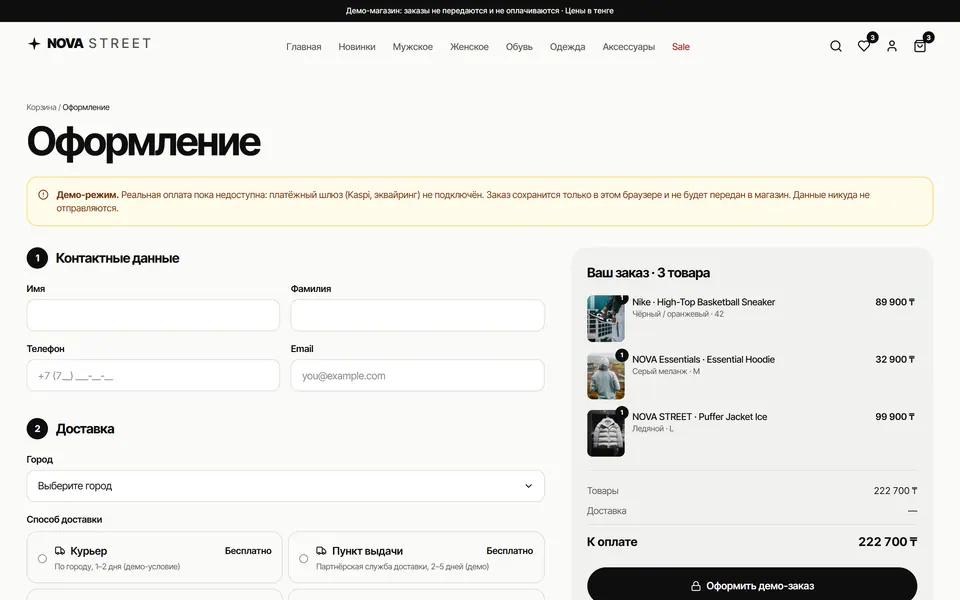 Демо-магазин: заказы не передаются и не оплачиваются · Цены в тенге
NOVA STREET
Главная Новинки Мужское Женское Обувь Одежда Аксессуары Sale
3 3
Корзина / Оформление
Оформление
Демо-режим. Реальная оплата пока недоступна: платёжный шлюз (Kaspi, эквайринг) не подключён. Заказ сохранится только в этом браузере и не будет передан в магазин. Данные никуда не
отправляются.
1 Контактные данные
Имя Фамилия
Телефон Email
+7 (7__) ___-__-__ you@example.com
2 Доставка
Город
Выберите город
Способ доставки
Курьер Бесплатно
По городу, 1–2 дня (демо-условие)
Пункт выдачи Бесплатно
Партнёрская служба доставки, 2–5 дней (демо)
Ваш заказ · 3 товара
1 Nike · High-Top Basketball Sneaker 89 900 ₸
Чёрный / оранжевый · 42
1 NOVA Essentials · Essential Hoodie 32 900 ₸
Серый меланж · M
1 NOVA STREET · Puffer Jacket Ice 99 900 ₸
Ледяной · L
Товары 222 700 ₸
Доставка —
К оплате 222 700 ₸
Оформить демо-заказ